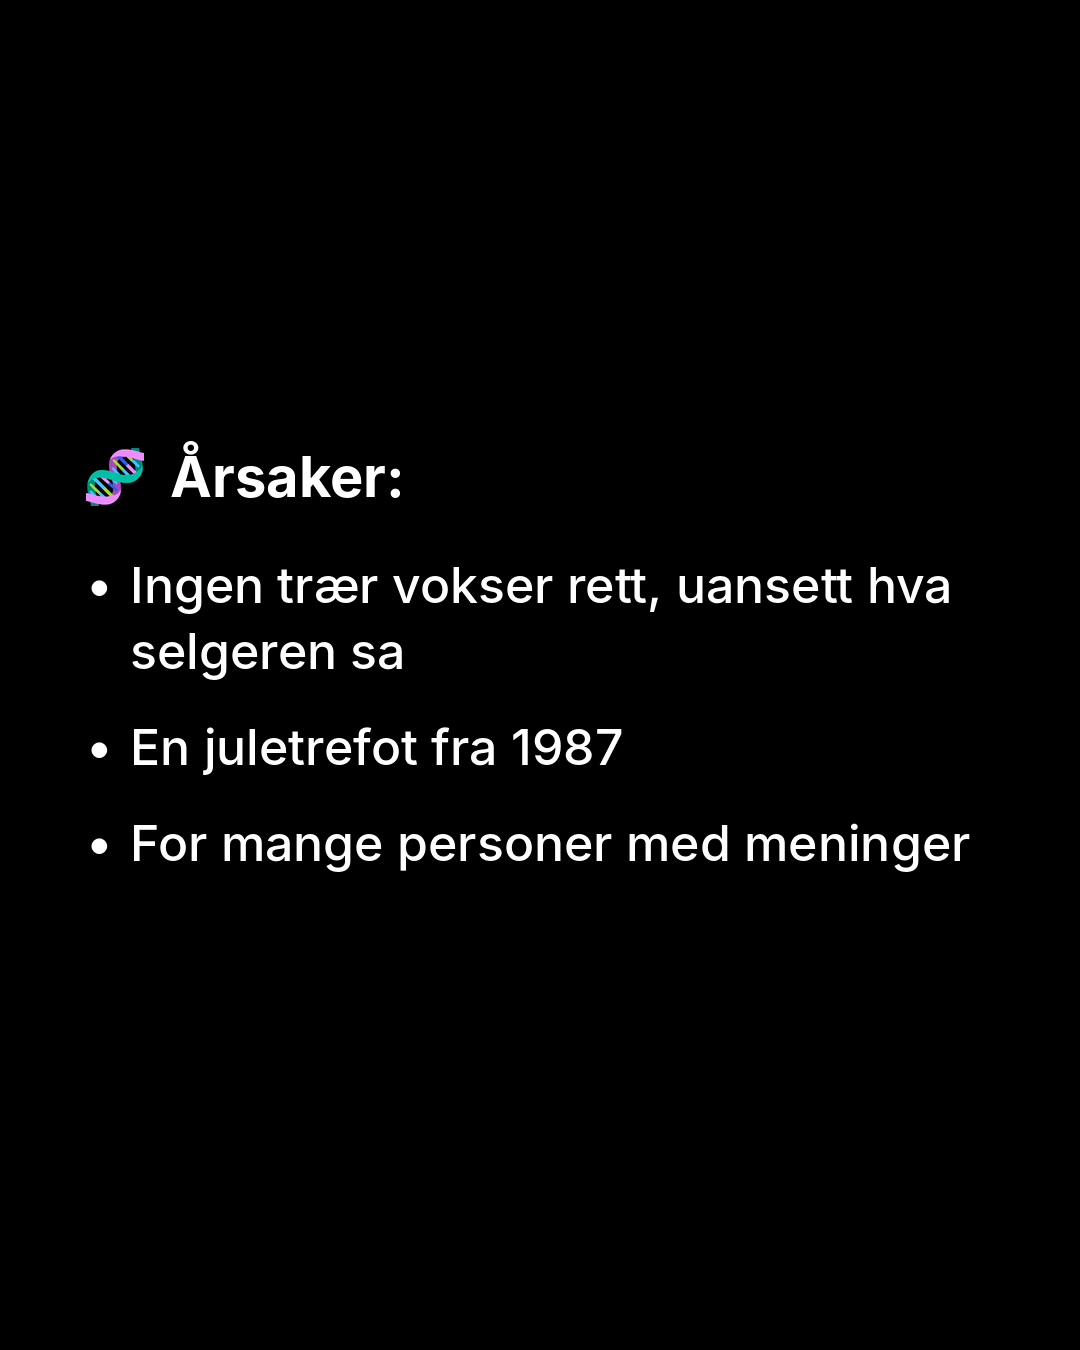 🧬 Årsaker:
• Ingen trær vokser rett, uansett hva
selgeren sa
• En juletrefot fra 1987
• For mange personer med meninger